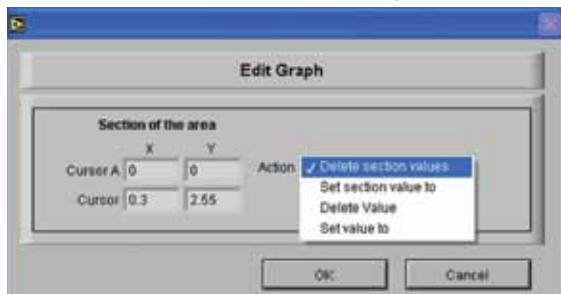 Edit Graph
Section of the area
X Y
Cursor A 0 0 Action ✓ Delete section values
Set section value to
Cursor 0.3 2.55
Delete Value
Set value to
OK Cancel